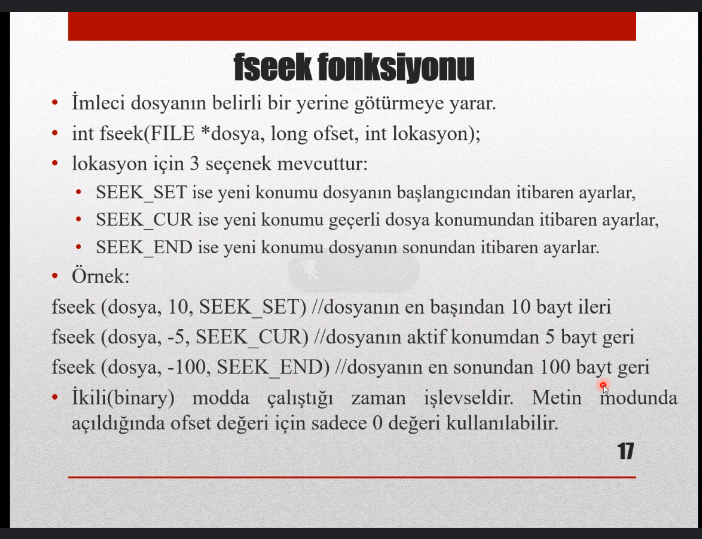 fseek fonksiyonu
• İmleci dosyanın belirli bir yerine götürmeye yarar.
• int fseek(FILE *dosya, long ofset, int lokasyon);
• lokasyon için 3 seçenek mevcuttur:
• SEEK_SET ise yeni konumu dosyanın başlangıcından itibaren ayarlar,
• SEEK_CUR ise yeni konumu geçerli dosya konumundan itibaren ayarlar,
• SEEK_END ise yeni konumu dosyanın sonundan itibaren ayarlar.
• Örnek:
fseek (dosya, 10, SEEK_SET) //dosyanın en başından 10 bayt ileri
fseek (dosya, -5, SEEK_CUR) //dosyanın aktif konumdan 5 bayt geri
fseek (dosya, -100, SEEK_END) //dosyanın en sonundan 100 bayt geri
• İkili(binary) modda çalıştığı zaman işlevseldir. Metin modunda
açıldığında ofset değeri için sadece 0 değeri kullanılabilir.
17